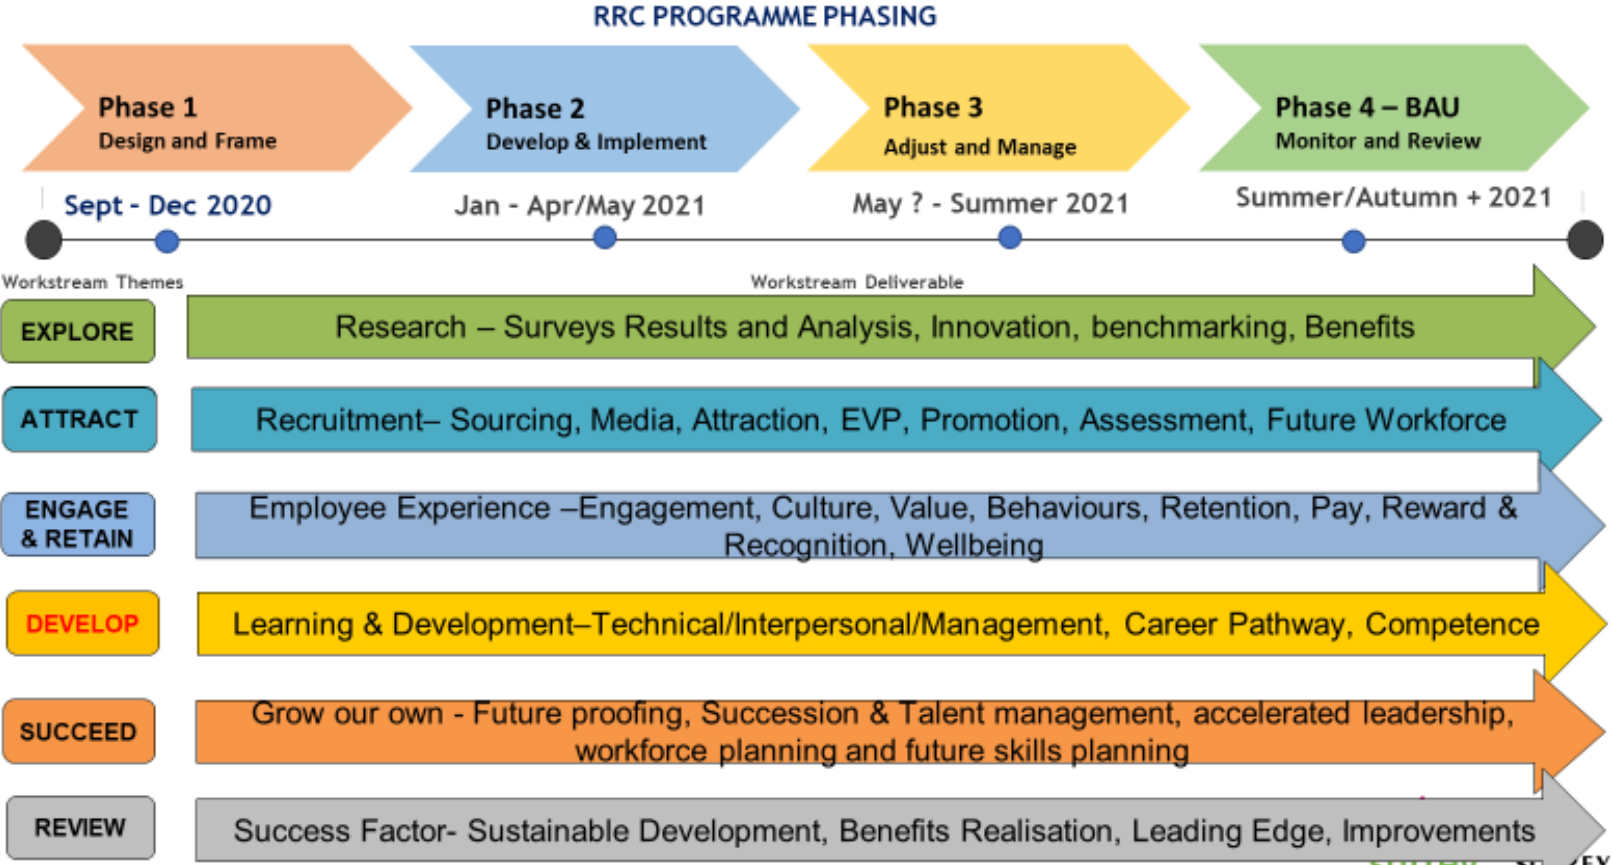 RRC PROGRAMME PHASING
Phase 1
Design and Frame
Phase 2
Develop & Implement
Phase 3
Adjust and Manage
Phase 4 – BAU
Monitor and Review
Sept - Dec 2020
Jan - Apr/May 2021
May ? - Summer 2021
Summer/Autumn + 2021
Workstream Themes
Workstream Deliverable
EXPLORE
Research – Surveys Results and Analysis, Innovation, benchmarking, Benefits
ATTRACT
Recruitment– Sourcing, Media, Attraction, EVP, Promotion, Assessment, Future Workforce
ENGAGE
& RETAIN
Employee Experience –Engagement, Culture, Value, Behaviours, Retention, Pay, Reward &
Recognition, Wellbeing
DEVELOP
Learning & Development–Technical/Interpersonal/Management, Career Pathway, Competence
SUCCEED
Grow our own - Future proofing, Succession & Talent management, accelerated leadership,
workforce planning and future skills planning
REVIEW
Success Factor- Sustainable Development, Benefits Realisation, Leading Edge, Improvements